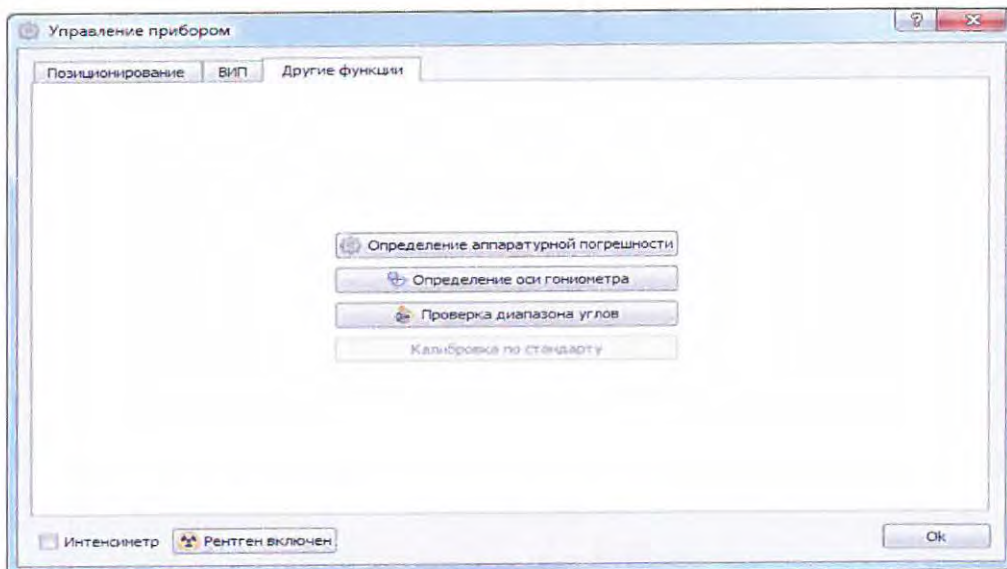 Управление прибором
Позиционирование ВИП Другие функции
Определение аппаратурной погрешности
Определение оси гониометра
Проверка диапазона углов
Калибровка по стандарту
Интенсиметр Рентген включен Ok